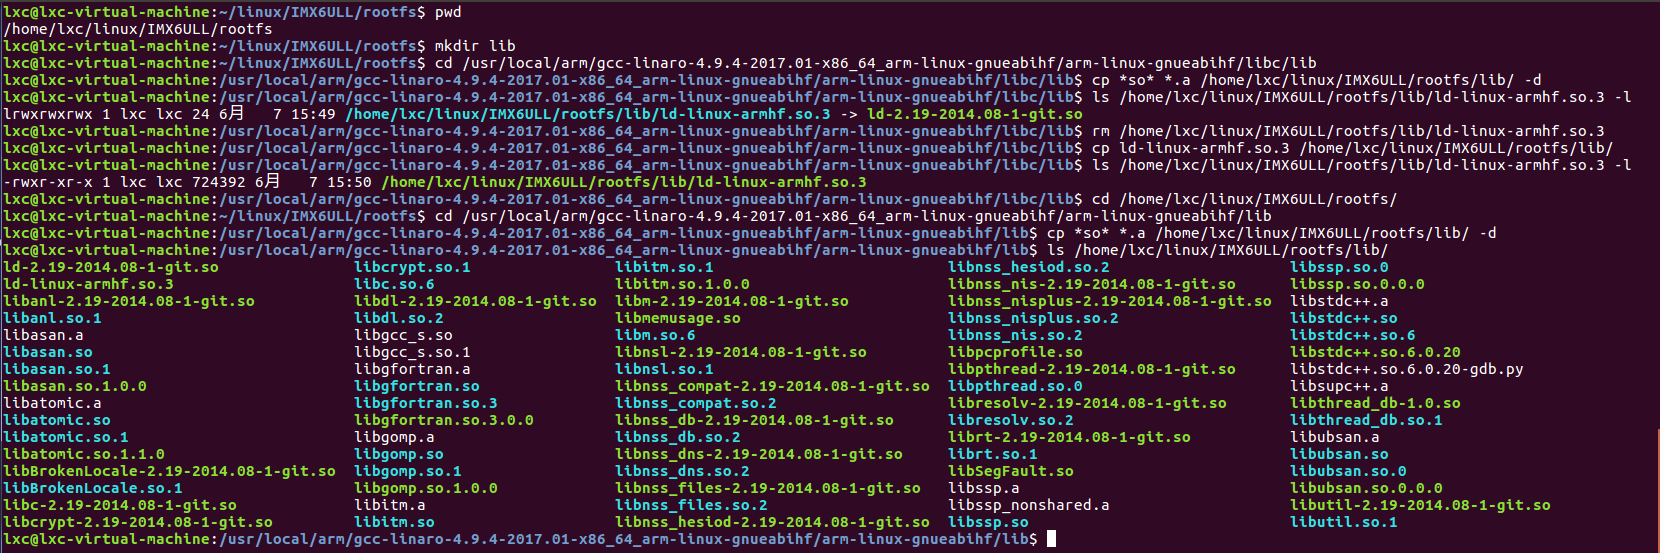 lxc@lxc-virtual-machine:~/linux/IMX6ULL/rootfs$ pwd
/home/lxc/linux/IMX6ULL/rootfs
lxc@lxc-virtual-machine:~/linux/IMX6ULL/rootfs$ mkdir lib
lxc@lxc-virtual-machine:~/linux/IMX6ULL/rootfs$ cd /usr/local/arm/gcc-linaro-4.9.4-2017.01-x86_64_arm-linux-gnueabihf/arm-linux-gnueabihf/libc/lib
lxc@lxc-virtual-machine:/usr/local/arm/gcc-linaro-4.9.4-2017.01-x86_64_arm-linux-gnueabihf/arm-linux-gnueabihf/libc/lib$ cp *so* *.a /home/lxc/linux/IMX6ULL/rootfs/lib/ -d
lxc@lxc-virtual-machine:/usr/local/arm/gcc-linaro-4.9.4-2017.01-x86_64_arm-linux-gnueabihf/arm-linux-gnueabihf/libc/lib$ ls /home/lxc/linux/IMX6ULL/rootfs/lib/ld-linux-armhf.so.3 -l
lrwxrwxrwx 1 lxc lxc 24 6月   7 15:49 /home/lxc/linux/IMX6ULL/rootfs/lib/ld-linux-armhf.so.3 -> ld-2.19-2014.08-1-git.so
lxc@lxc-virtual-machine:/usr/local/arm/gcc-linaro-4.9.4-2017.01-x86_64_arm-linux-gnueabihf/arm-linux-gnueabihf/libc/lib$ rm /home/lxc/linux/IMX6ULL/rootfs/lib/ld-linux-armhf.so.3
lxc@lxc-virtual-machine:/usr/local/arm/gcc-linaro-4.9.4-2017.01-x86_64_arm-linux-gnueabihf/arm-linux-gnueabihf/libc/lib$ cp ld-linux-armhf.so.3 /home/lxc/linux/IMX6ULL/rootfs/lib/
lxc@lxc-virtual-machine:/usr/local/arm/gcc-linaro-4.9.4-2017.01-x86_64_arm-linux-gnueabihf/arm-linux-gnueabihf/libc/lib$ ls /home/lxc/linux/IMX6ULL/rootfs/lib/ld-linux-armhf.so.3 -l
-rwxr-xr-x 1 lxc lxc 724392 6月   7 15:50 /home/lxc/linux/IMX6ULL/rootfs/lib/ld-linux-armhf.so.3
lxc@lxc-virtual-machine:/usr/local/arm/gcc-linaro-4.9.4-2017.01-x86_64_arm-linux-gnueabihf/arm-linux-gnueabihf/libc/lib$ cd /home/lxc/linux/IMX6ULL/rootfs/
lxc@lxc-virtual-machine:~/linux/IMX6ULL/rootfs$ cd /usr/local/arm/gcc-linaro-4.9.4-2017.01-x86_64_arm-linux-gnueabihf/arm-linux-gnueabihf/lib
lxc@lxc-virtual-machine:/usr/local/arm/gcc-linaro-4.9.4-2017.01-x86_64_arm-linux-gnueabihf/arm-linux-gnueabihf/lib$ cp *so* *.a /home/lxc/linux/IMX6ULL/rootfs/lib/ -d
lxc@lxc-virtual-machine:/usr/local/arm/gcc-linaro-4.9.4-2017.01-x86_64_arm-linux-gnueabihf/arm-linux-gnueabihf/lib$ ls /home/lxc/linux/IMX6ULL/rootfs/lib/
ld-2.19-2014.08-1-git.so libcrypt.so.1 libitm.so.1 libnss_hesiod.so.2 libssp.so.0
ld-linux-armhf.so.3 libc.so.6 libitm.so.1.0.0 libnss_nis-2.19-2014.08-1-git.so libssp.so.0.0.0
libanl-2.19-2014.08-1-git.so libdl-2.19-2014.08-1-git.so libm-2.19-2014.08-1-git.so libnss_nisplus-2.19-2014.08-1-git.so libstdc++.a
libanl.so.1 libdl.so.2 libmemusage.so libnss_nisplus.so.2 libstdc++.so
libasan.a libgcc_s.so libm.so.6 libnss_nis.so.2 libstdc++.so.6
libasan.so libgcc_s.so.1 libnsl-2.19-2014.08-1-git.so libpcprofile.so libstdc++.so.6.0.20
libasan.so.1 libgfortran.a libnsl.so.1 libpthread-2.19-2014.08-1-git.so libstdc++.so.6.0.20-gdb.py
libasan.so.1.0.0 libgfortran.so libnss_compat-2.19-2014.08-1-git.so libpthread.so.0 libsupc++.a
libatomic.a libgfortran.so.3 libnss_compat.so.2 libresolv-2.19-2014.08-1-git.so libthread_db-1.0.so
libatomic.so libgfortran.so.3.0.0 libnss_db-2.19-2014.08-1-git.so libresolv.so.2 libthread_db.so.1
libatomic.so.1 libgomp.a libnss_db.so.2 librt-2.19-2014.08-1-git.so libubsan.a
libatomic.so.1.1.0 libgomp.so libnss_dns-2.19-2014.08-1-git.so librt.so.1 libubsan.so
libBrokenLocale-2.19-2014.08-1-git.so libgomp.so.1 libnss_dns.so.2 libSegFault.so libubsan.so.0
libBrokenLocale.so.1 libgomp.so.1.0.0 libnss_files-2.19-2014.08-1-git.so libssp.a libubsan.so.0.0.0
libc-2.19-2014.08-1-git.so libitm.a libnss_files.so.2 libssp_nonshared.a libutil-2.19-2014.08-1-git.so
libcrypt-2.19-2014.08-1-git.so libitm.so libnss_hesiod-2.19-2014.08-1-git.so libssp.so libutil.so.1
lxc@lxc-virtual-machine:/usr/local/arm/gcc-linaro-4.9.4-2017.01-x86_64_arm-linux-gnueabihf/arm-linux-gnueabihf/lib$